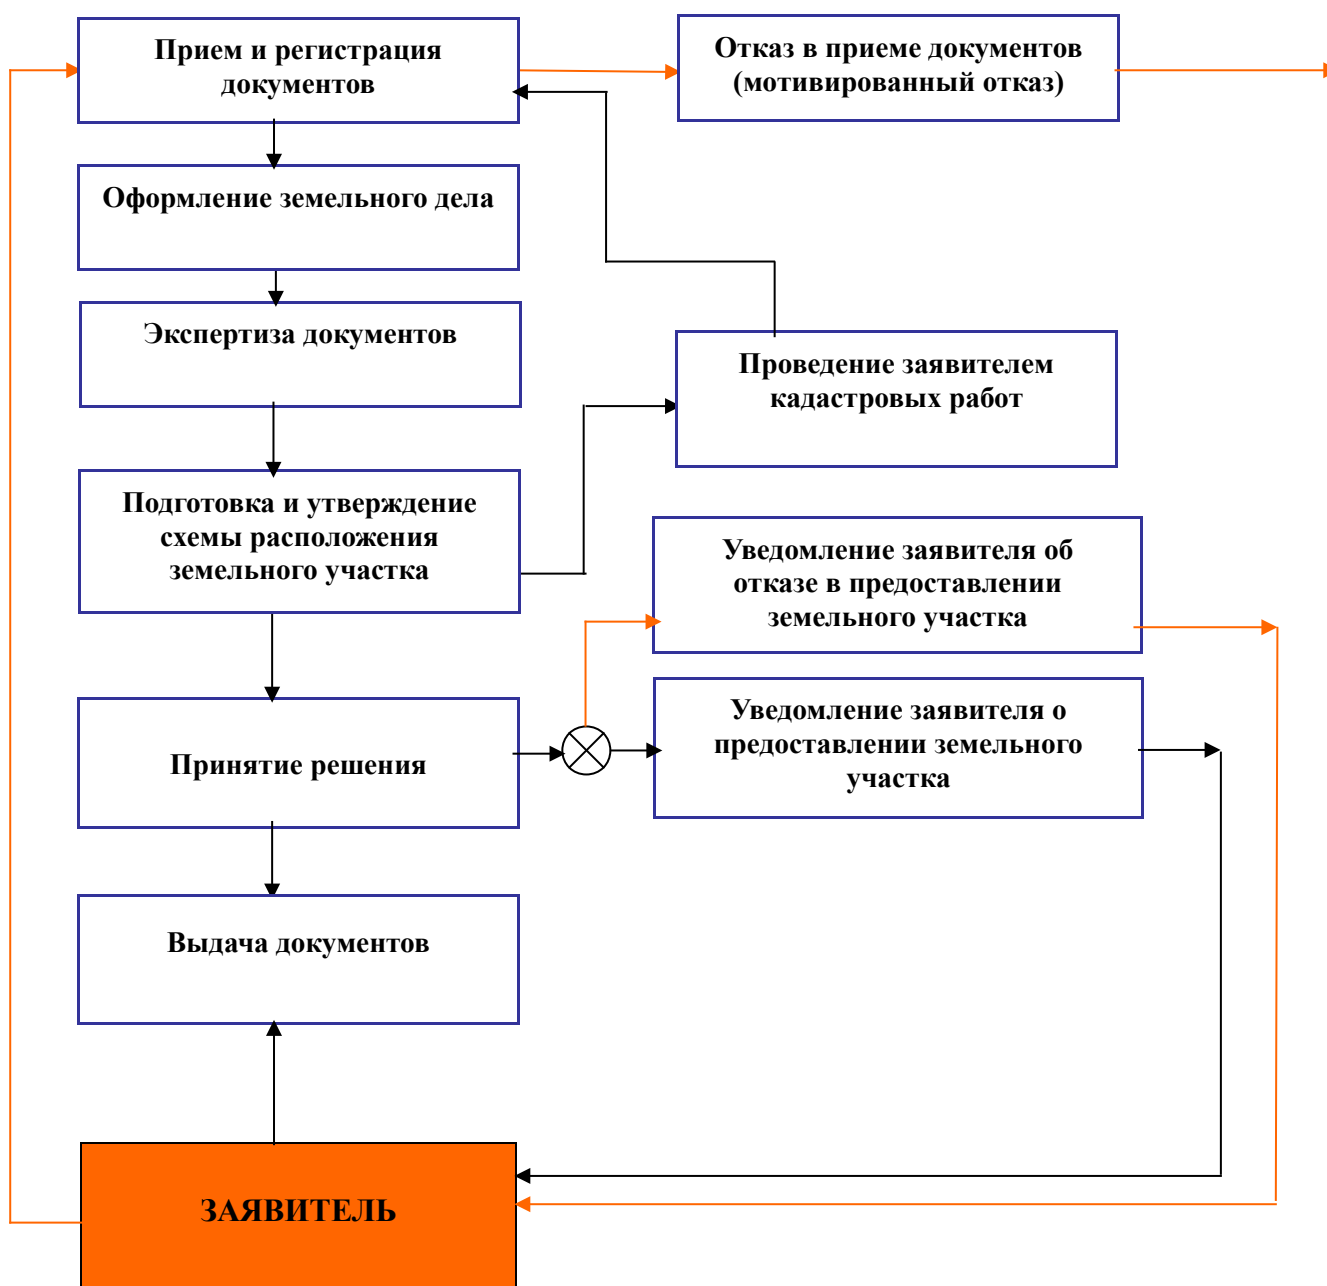 Прием и регистрация
документов
Отказ в приеме документов
(мотивированный отказ)
Оформление земельного дела
Экспертиза документов
Проведение заявителем
кадастровых работ
Подготовка и утверждение
схемы расположения
земельного участка
Уведомление заявителя об
отказе в предоставлении
земельного участка
Уведомление заявителя о
предоставлении земельного
участка
Принятие решения
Выдача документов
ЗАЯВИТЕЛЬ